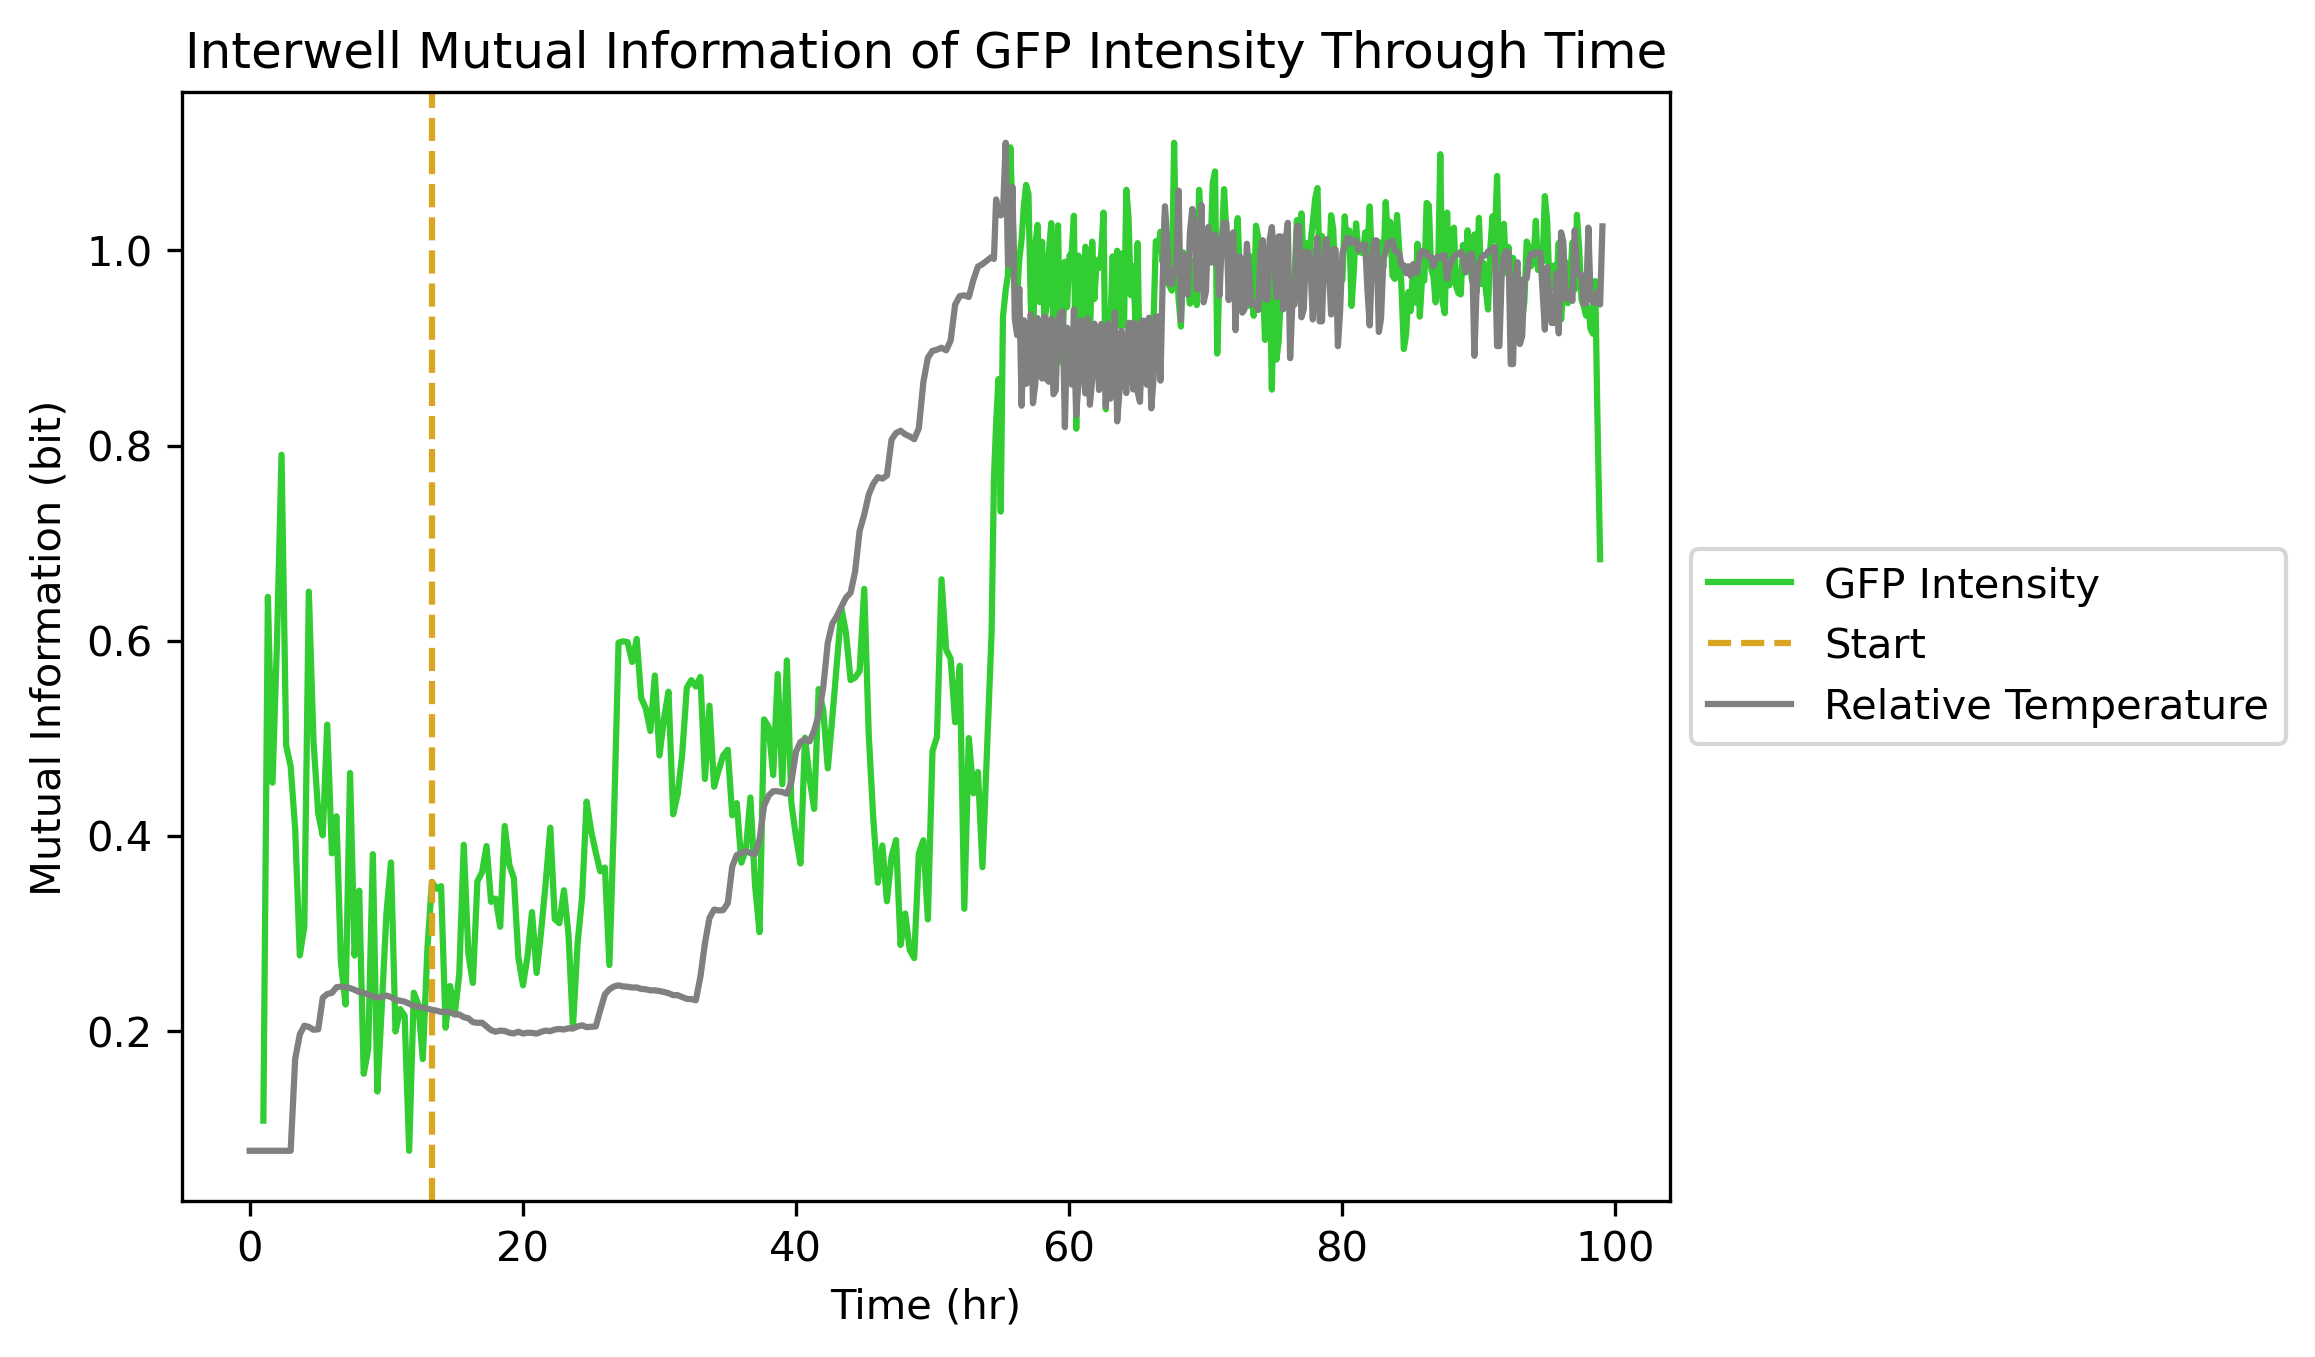 Interwell Mutual Information of GFP Intensity Through Time
Mutual Information (bit)
1.0
0.8
0.6
0.4
0.2
0 20 40 60 80 100
Time (hr)
GFP Intensity
Start
Relative Temperature